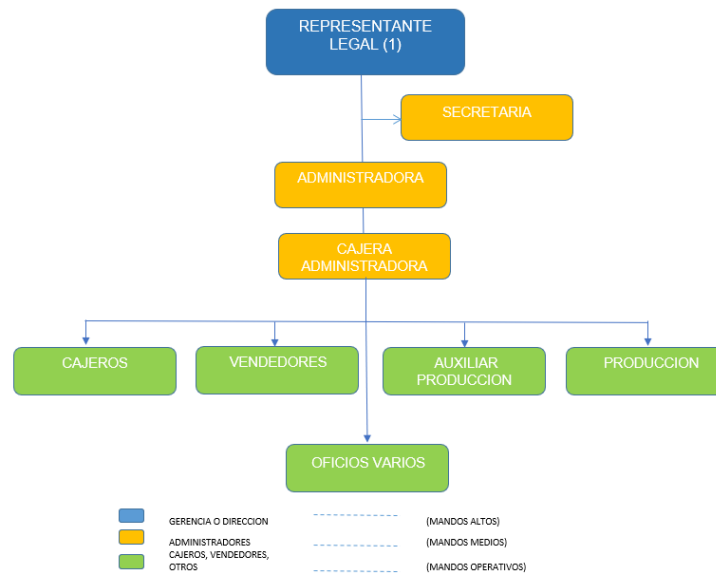 REPRESENTANTE
LEGAL (1)
SECRETARIA
ADMINISTRADORA
CAJERA
ADMINISTRADORA
CAJEROS
VENDEDORES
AUXILIAR
PRODUCCION
PRODUCCION
OFICIOS VARIOS
GERENCIA O DIRECCION (MANDOS ALTOS)
ADMINISTRADORES (MANDOS MEDIOS)
CAJEROS, VENDEDORES,
OTROS (MANDOS OPERATIVOS)